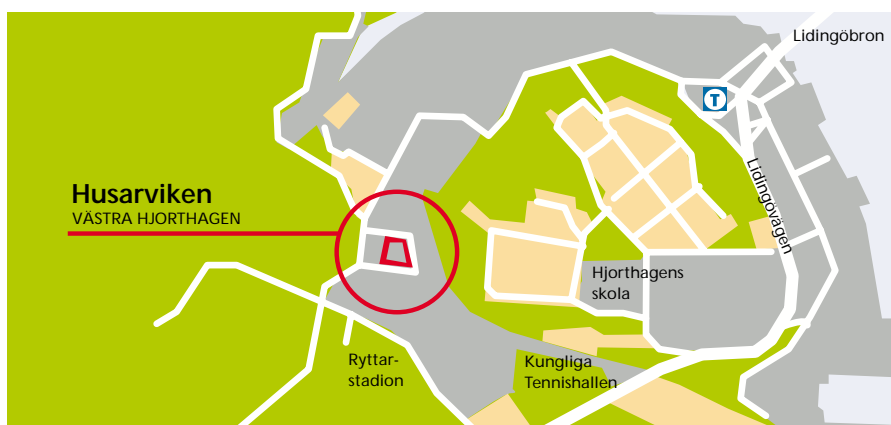 Lidingöbron
T
Husarviken
VÄSTRA HJORTHAGEN
Lidingövägen
Hjorthagens
skola
Ryttar-
stadion
Kungliga
Tennishallen